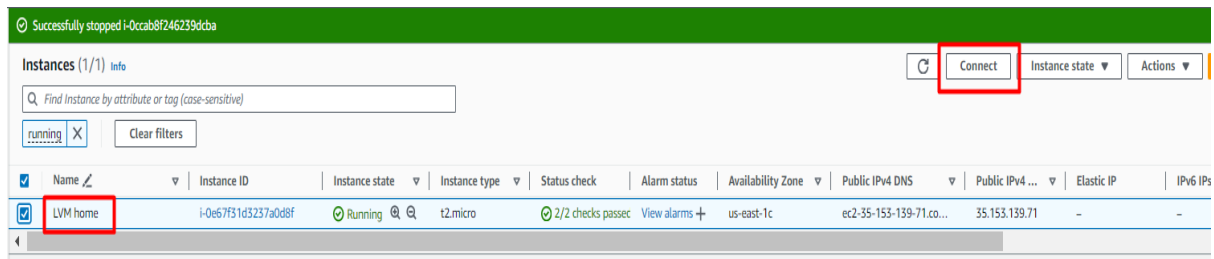 Successfully stopped i-0ccab8f246239dcba
Instances (1/1) Info
Connect
Instance state
Actions
Find Instance by attribute or tag (case-sensitive)
running
Clear filters
Name Instance ID Instance state Instance type Status check Alarm status Availability Zone Public IPv4 DNS Public IPv4 ... Elastic IP IPv6 IPs
LVM home i-0e67f31d3237a0d8f Running t2.micro 2/2 checks passec View alarms + us-east-1c ec2-35-153-139-71.co... 35.153.139.71 – –